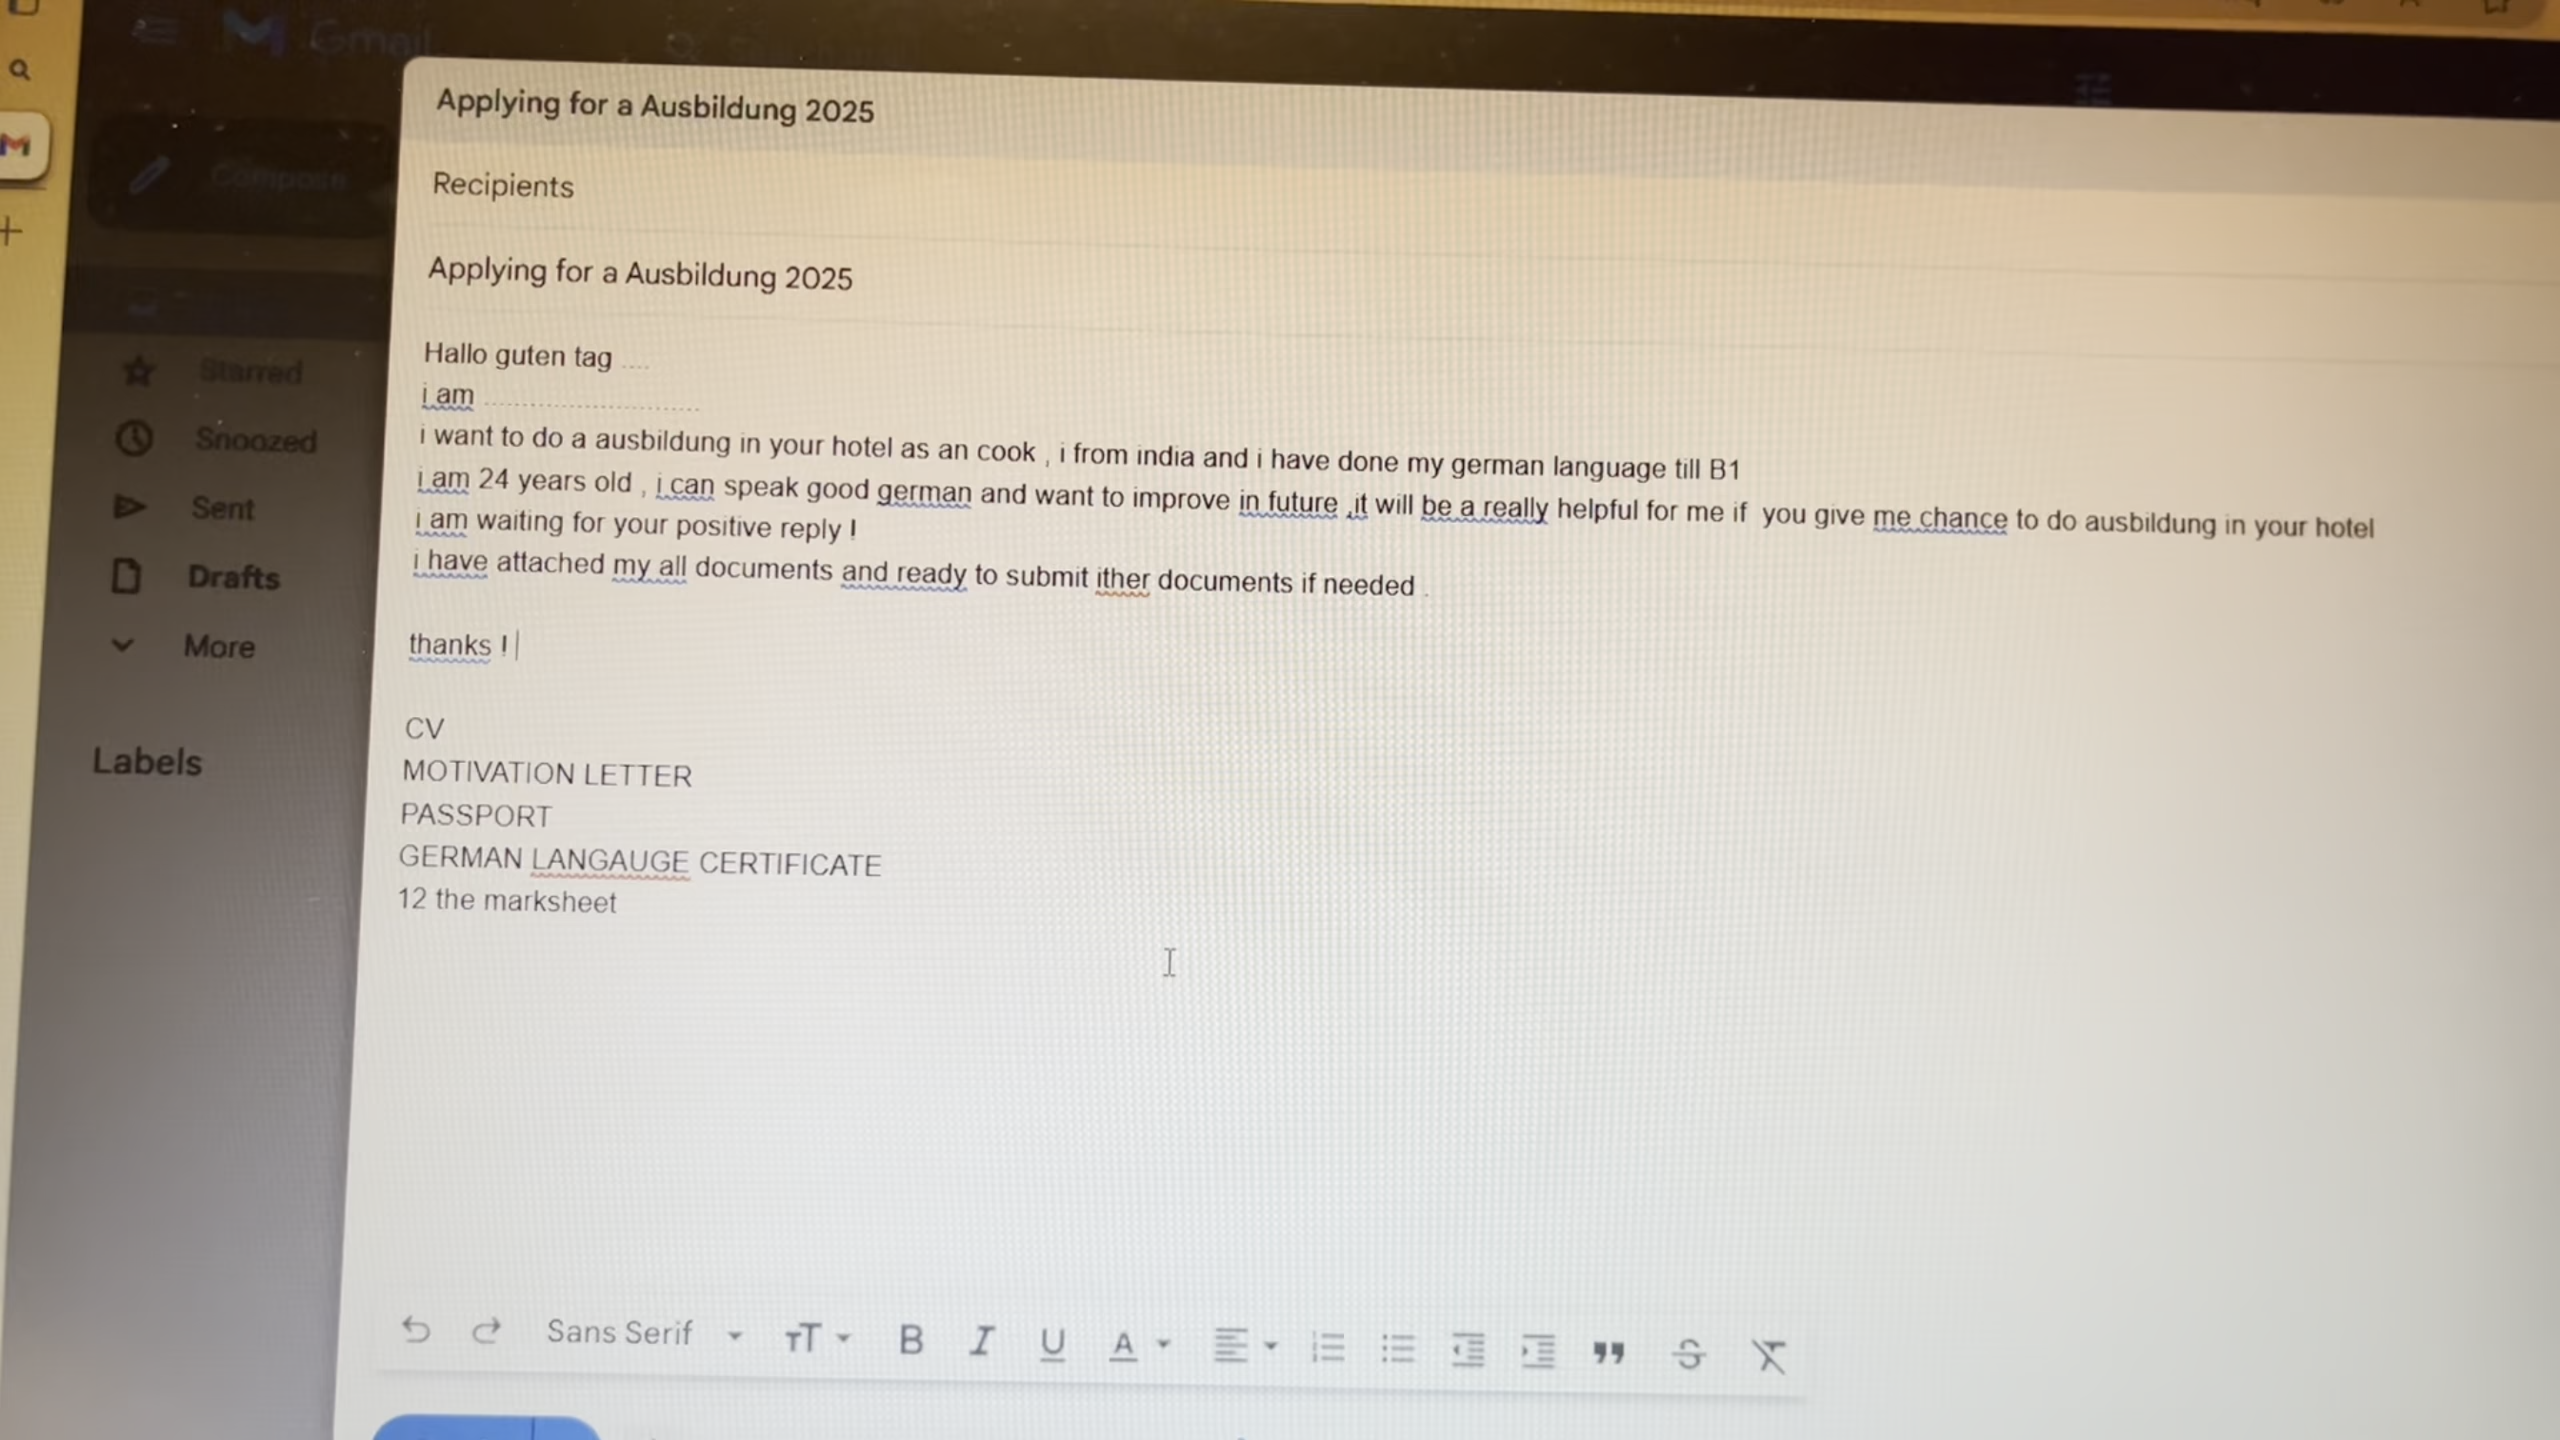 Gmail
Applying for a Ausbildung 2025
Compose
Recipients
Applying for a Ausbildung 2025
Hallo guten tag ....
i am ..........................
i want to do a ausbildung in your hotel as an cook , i from india and i have done my german language till B1
i am 24 years old , i can speak good german and want to improve in future ,it will be a really helpful for me if you give me chance to do ausbildung in your hotel
i am waiting for your positive reply !
i have attached my all documents and ready to submit ither documents if needed .
thanks !
CV
MOTIVATION LETTER
PASSPORT
GERMAN LANGAUGE CERTIFICATE
12 the marksheet
Starred
Snoozed
Sent
Drafts
More
Labels
Sans Serif